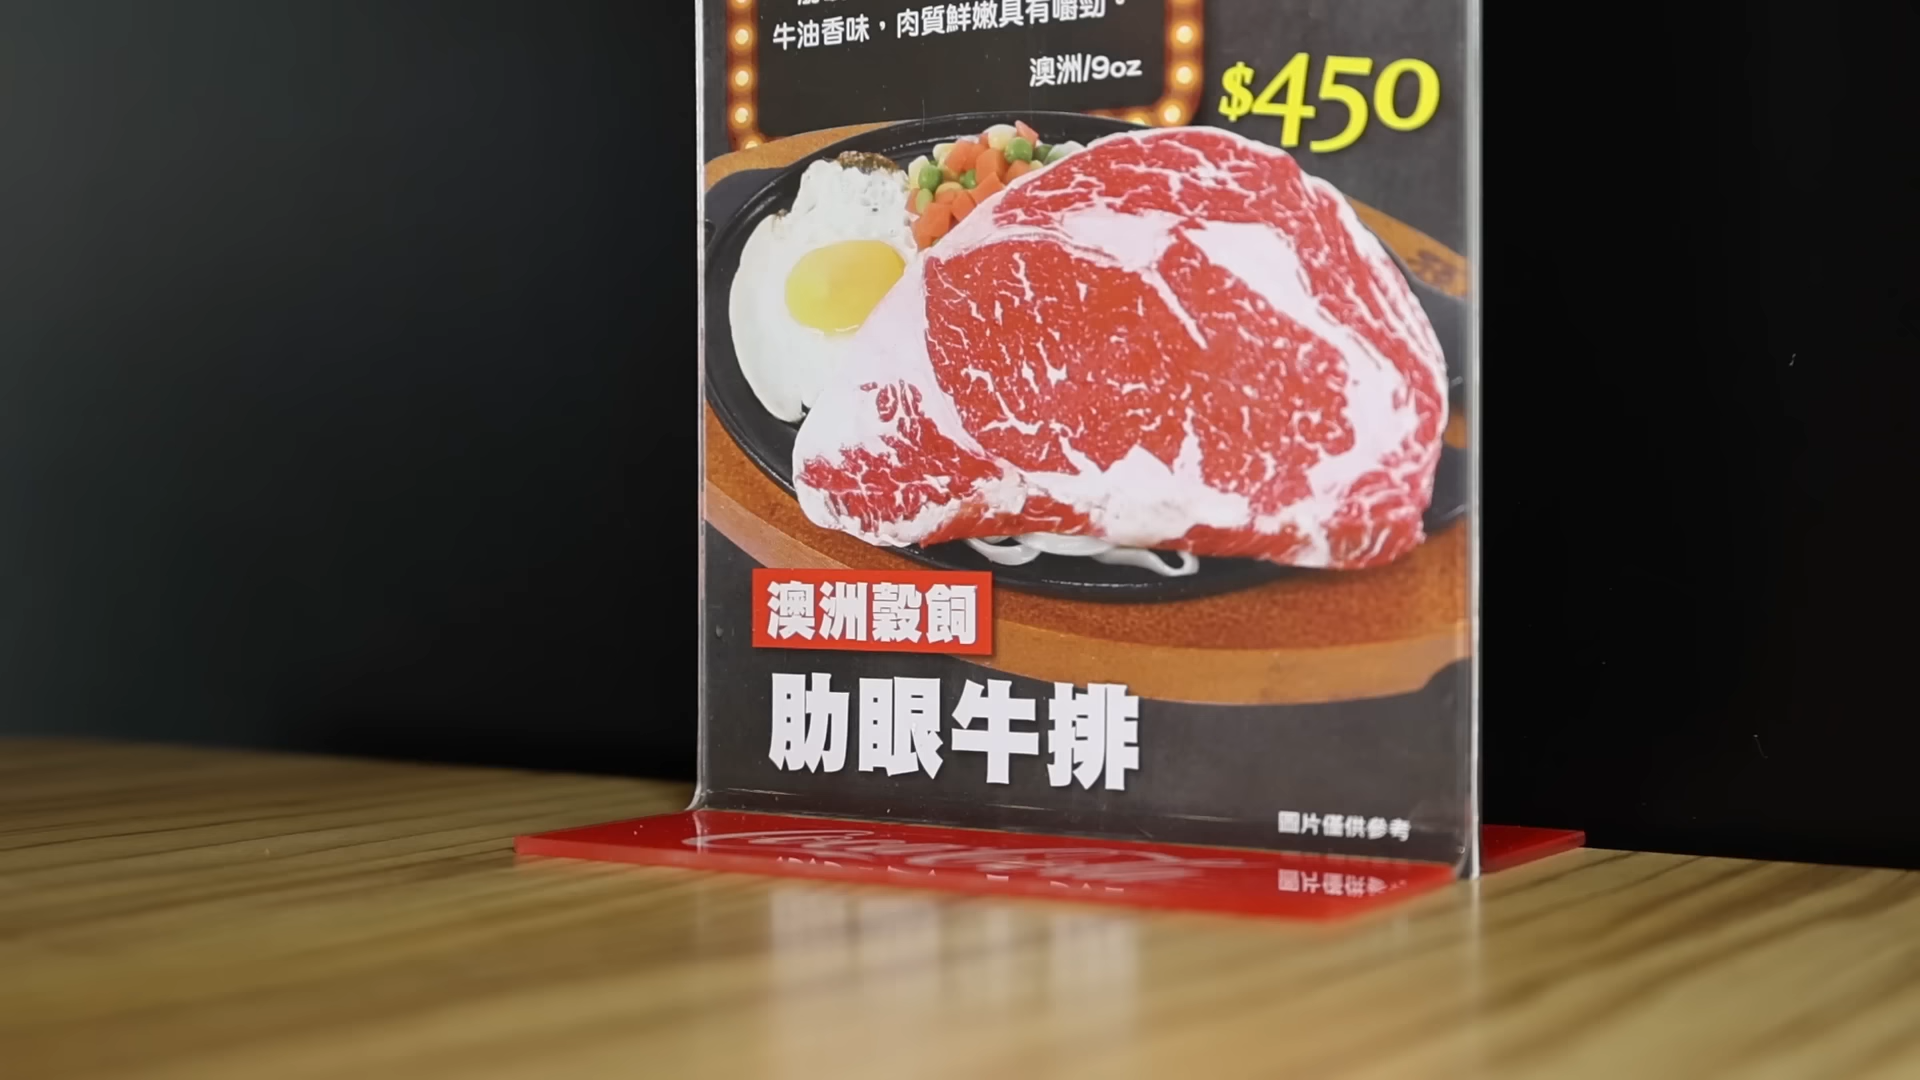 牛油香味，肉質鮮嫩具有嚼勁。
澳洲/9oz
$450
澳洲穀飼
肋眼牛排
圖片僅供參考